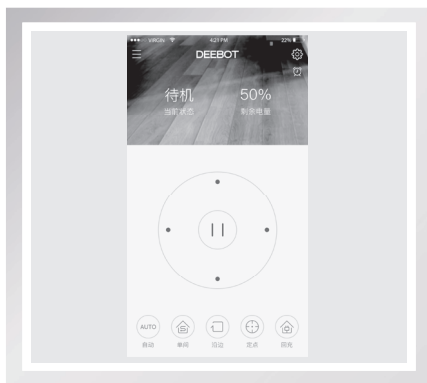 VIRGIN 4:21 PM 22%
DEEBOT
待机 50%
当前状态 剩余电量
AUTO
自动 单间 沿边 定点 回充